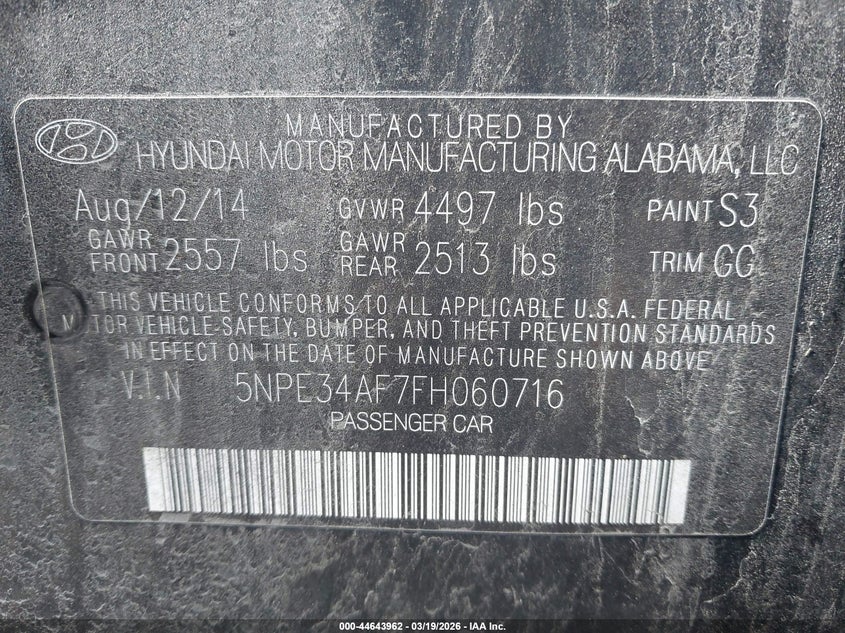 MANUFACTURED BY
HYUNDAI MOTOR MANUFACTURING ALABAMA, LLC
Aug/12/14 GVWR 4497 lbs PAINT S3
GAWR FRONT 2557 lbs GAWR REAR 2513 lbs TRIM GG
THIS VEHICLE CONFORMS TO ALL APPLICABLE U.S.A. FEDERAL
MOTOR VEHICLE SAFETY, BUMPER, AND THEFT PREVENTION STANDARDS
IN EFFECT ON THE DATE OF MANUFACTURE SHOWN ABOVE
V.I.N 5NPE34AF7FH060716
PASSENGER CAR
000-44643962 - 03/19/2026 - IAA Inc.